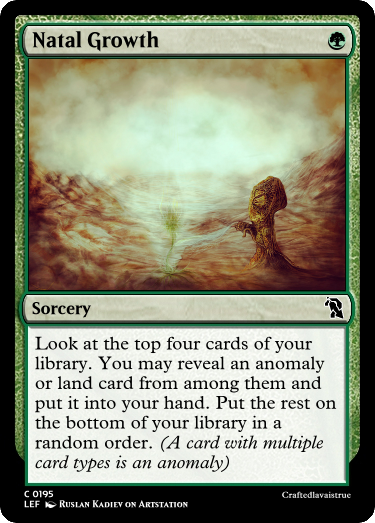 Natal Growth
Sorcery
Look at the top four cards of your
library. You may reveal an anomaly
or land card from among them and
put it into your hand. Put the rest on
the bottom of your library in a
random order. (A card with multiple
card types is an anomaly)
C 0195
LEF Ruslan Kadiev on Artstation
Craftedlavaistrue